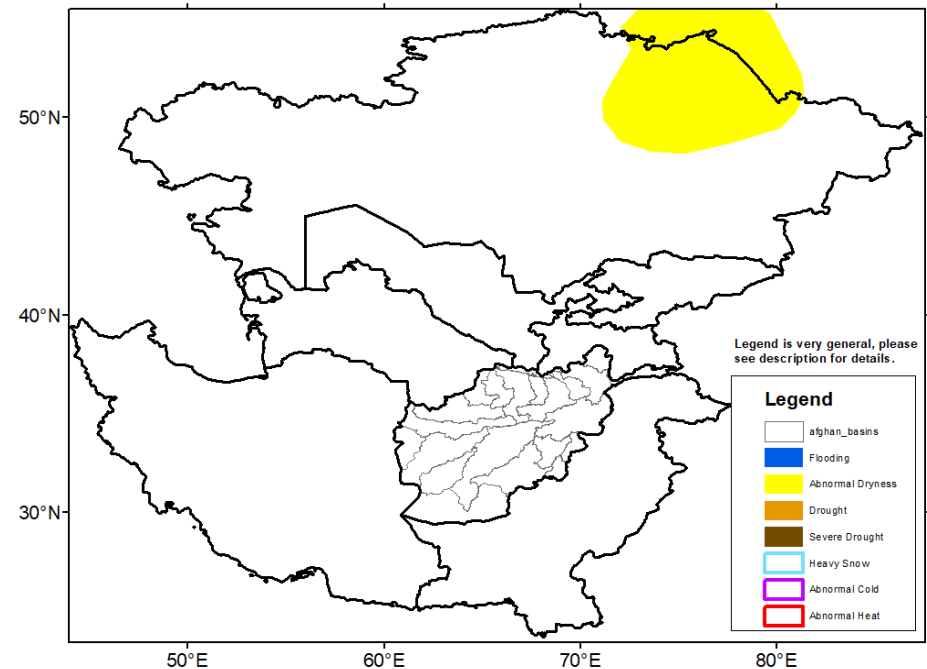 50°N
40°N
30°N
50°E
60°E
70°E
80°E
Legend is very general, please
see description for details.
Legend
afghan_basins
Flooding
Abnormal Dryness
Drought
Severe Drought
Heavy Snow
Abnormal Cold
Abnormal Heat